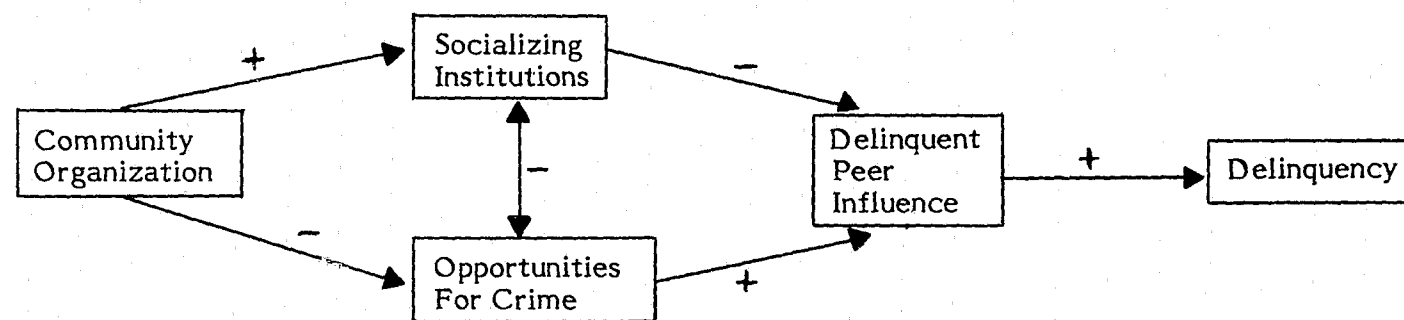 +
Socializing
Institutions
−
Community
Organization
−
Delinquent
Peer
Influence
+
Delinquency
−
Opportunities
For Crime
+